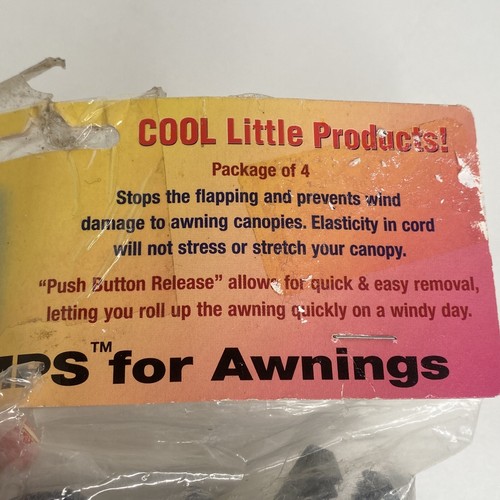 COOL Little Products!
Package of 4
Stops the flapping and prevents wind
damage to awning canopies. Elasticity in cord
will not stress or stretch your canopy.
"Push Button Release" allows for quick & easy removal,
letting you roll up the awning quickly on a windy day.
IPS™ for Awnings